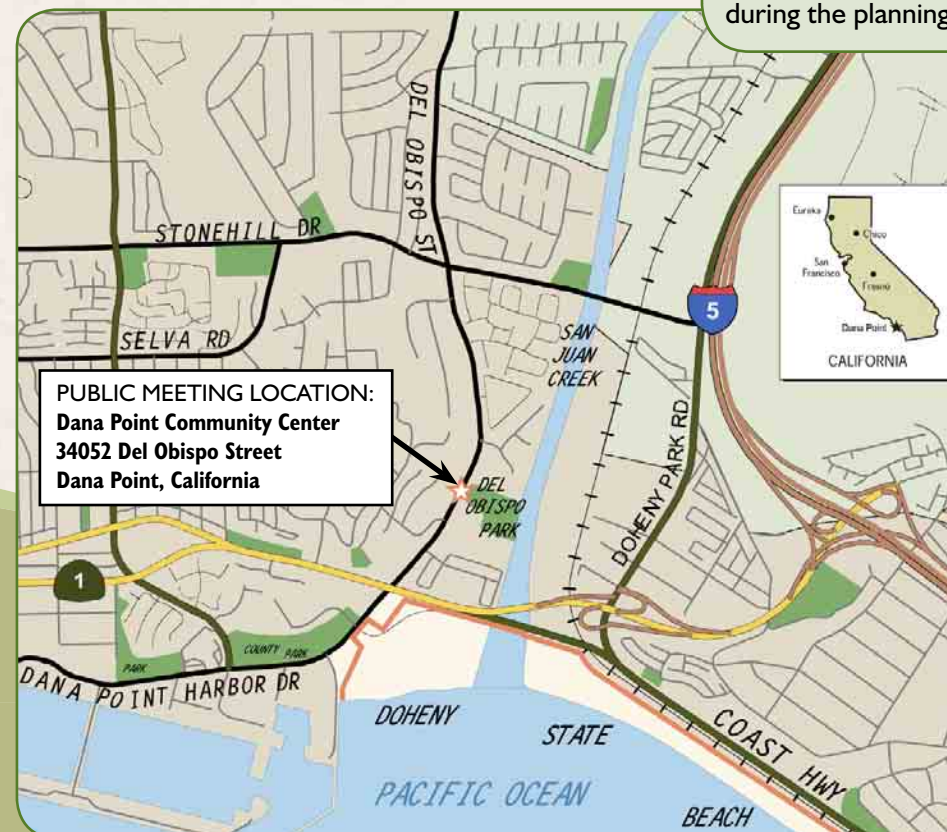 during the planning
DEL OBISPO ST
STONEHILL DR
5
Eureka
Chico
San
Francisco
Fresno
Dana Point
CALIFORNIA
SELVA RD
SAN
JUAN
CREEK
PUBLIC MEETING LOCATION:
Dana Point Community Center
34052 Del Obispo Street
Dana Point, California
DEL
OBISPO
PARK
DOHENY PARK RD
1
PARK
COUNTY PARK
DANA POINT HARBOR DR
DOHENY
STATE
BEACH
COAST HWY
PACIFIC OCEAN